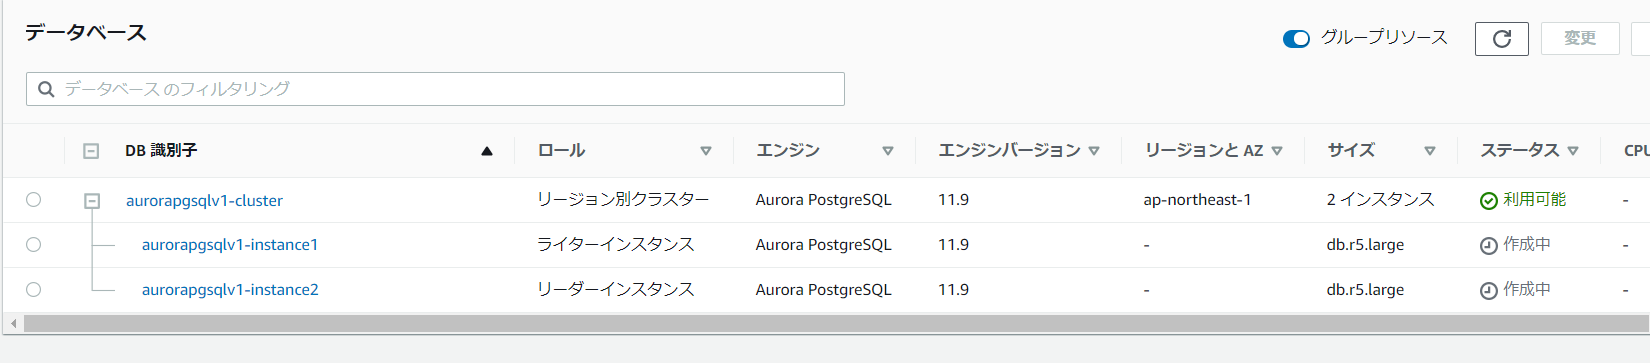 データベース
グループリソース
変更
データベース のフィルタリング
DB 識別子 ロール エンジン エンジンバージョン リージョンと AZ サイズ ステータス CPU
aurorapgsqlv1-cluster リージョン別クラスター Aurora PostgreSQL 11.9 ap-northeast-1 2 インスタンス 利用可能 -
aurorapgsqlv1-instance1 ライターインスタンス Aurora PostgreSQL 11.9 - db.r5.large 作成中 -
aurorapgsqlv1-instance2 リーダーインスタンス Aurora PostgreSQL 11.9 - db.r5.large 作成中 -